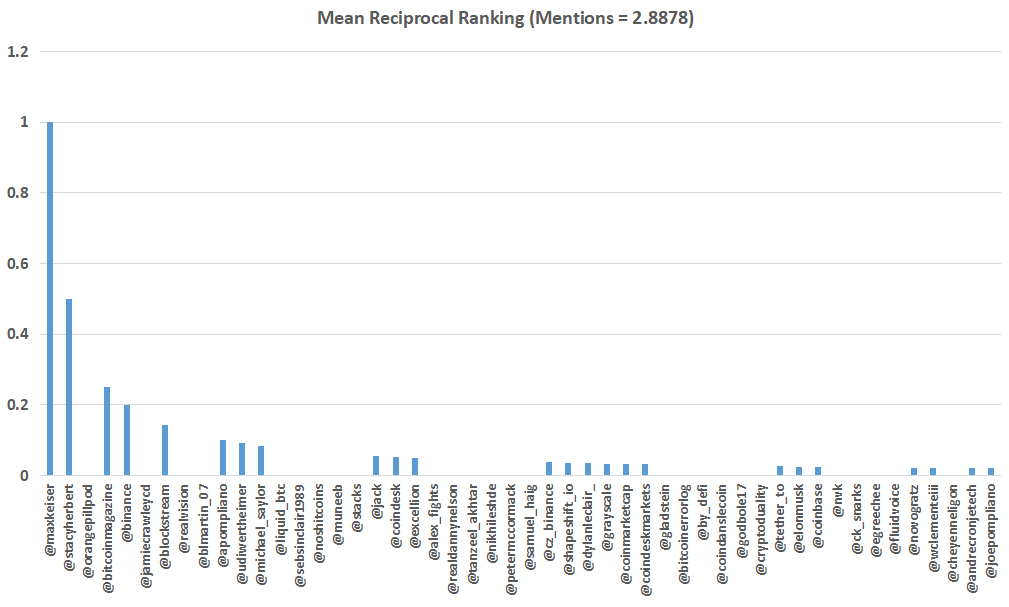 Mean Reciprocal Ranking (Mentions = 2.8878)
1.2
1
0.8
0.6
0.4
0.2
0
@maxkeiser
@stacyherbert
@orangepillpod
@bitcoinmagazine
@binance
@jamiecrawleycd
@blockstream
@realvision
@blmartin_07
@apompliano
@udiwertheimer
@michael_saylor
@liquid_btc
@sebsinclair1989
@noshitcoins
@muneeb
@stacks
@jack
@coindesk
@excellion
@alex_fights
@realdannynelson
@tanzeel_akhtar
@nikhileshde
@petermccormack
@samuel_haig
@cz_binance
@shapeshift_io
@dylanleclair_
@grayscale
@coinmarketcap
@coindeskmarkets
@gladstein
@bitcoinerrorlog
@by_defi
@coindanslecoin
@godbole17
@cryptoduality
@tether_to
@elonmusk
@coinbase
@nvk
@ck_snarks
@egreechee
@fluidvoice
@novogratz
@wclementeiii
@cheyenneligon
@andrecronjetech
@joepompliano